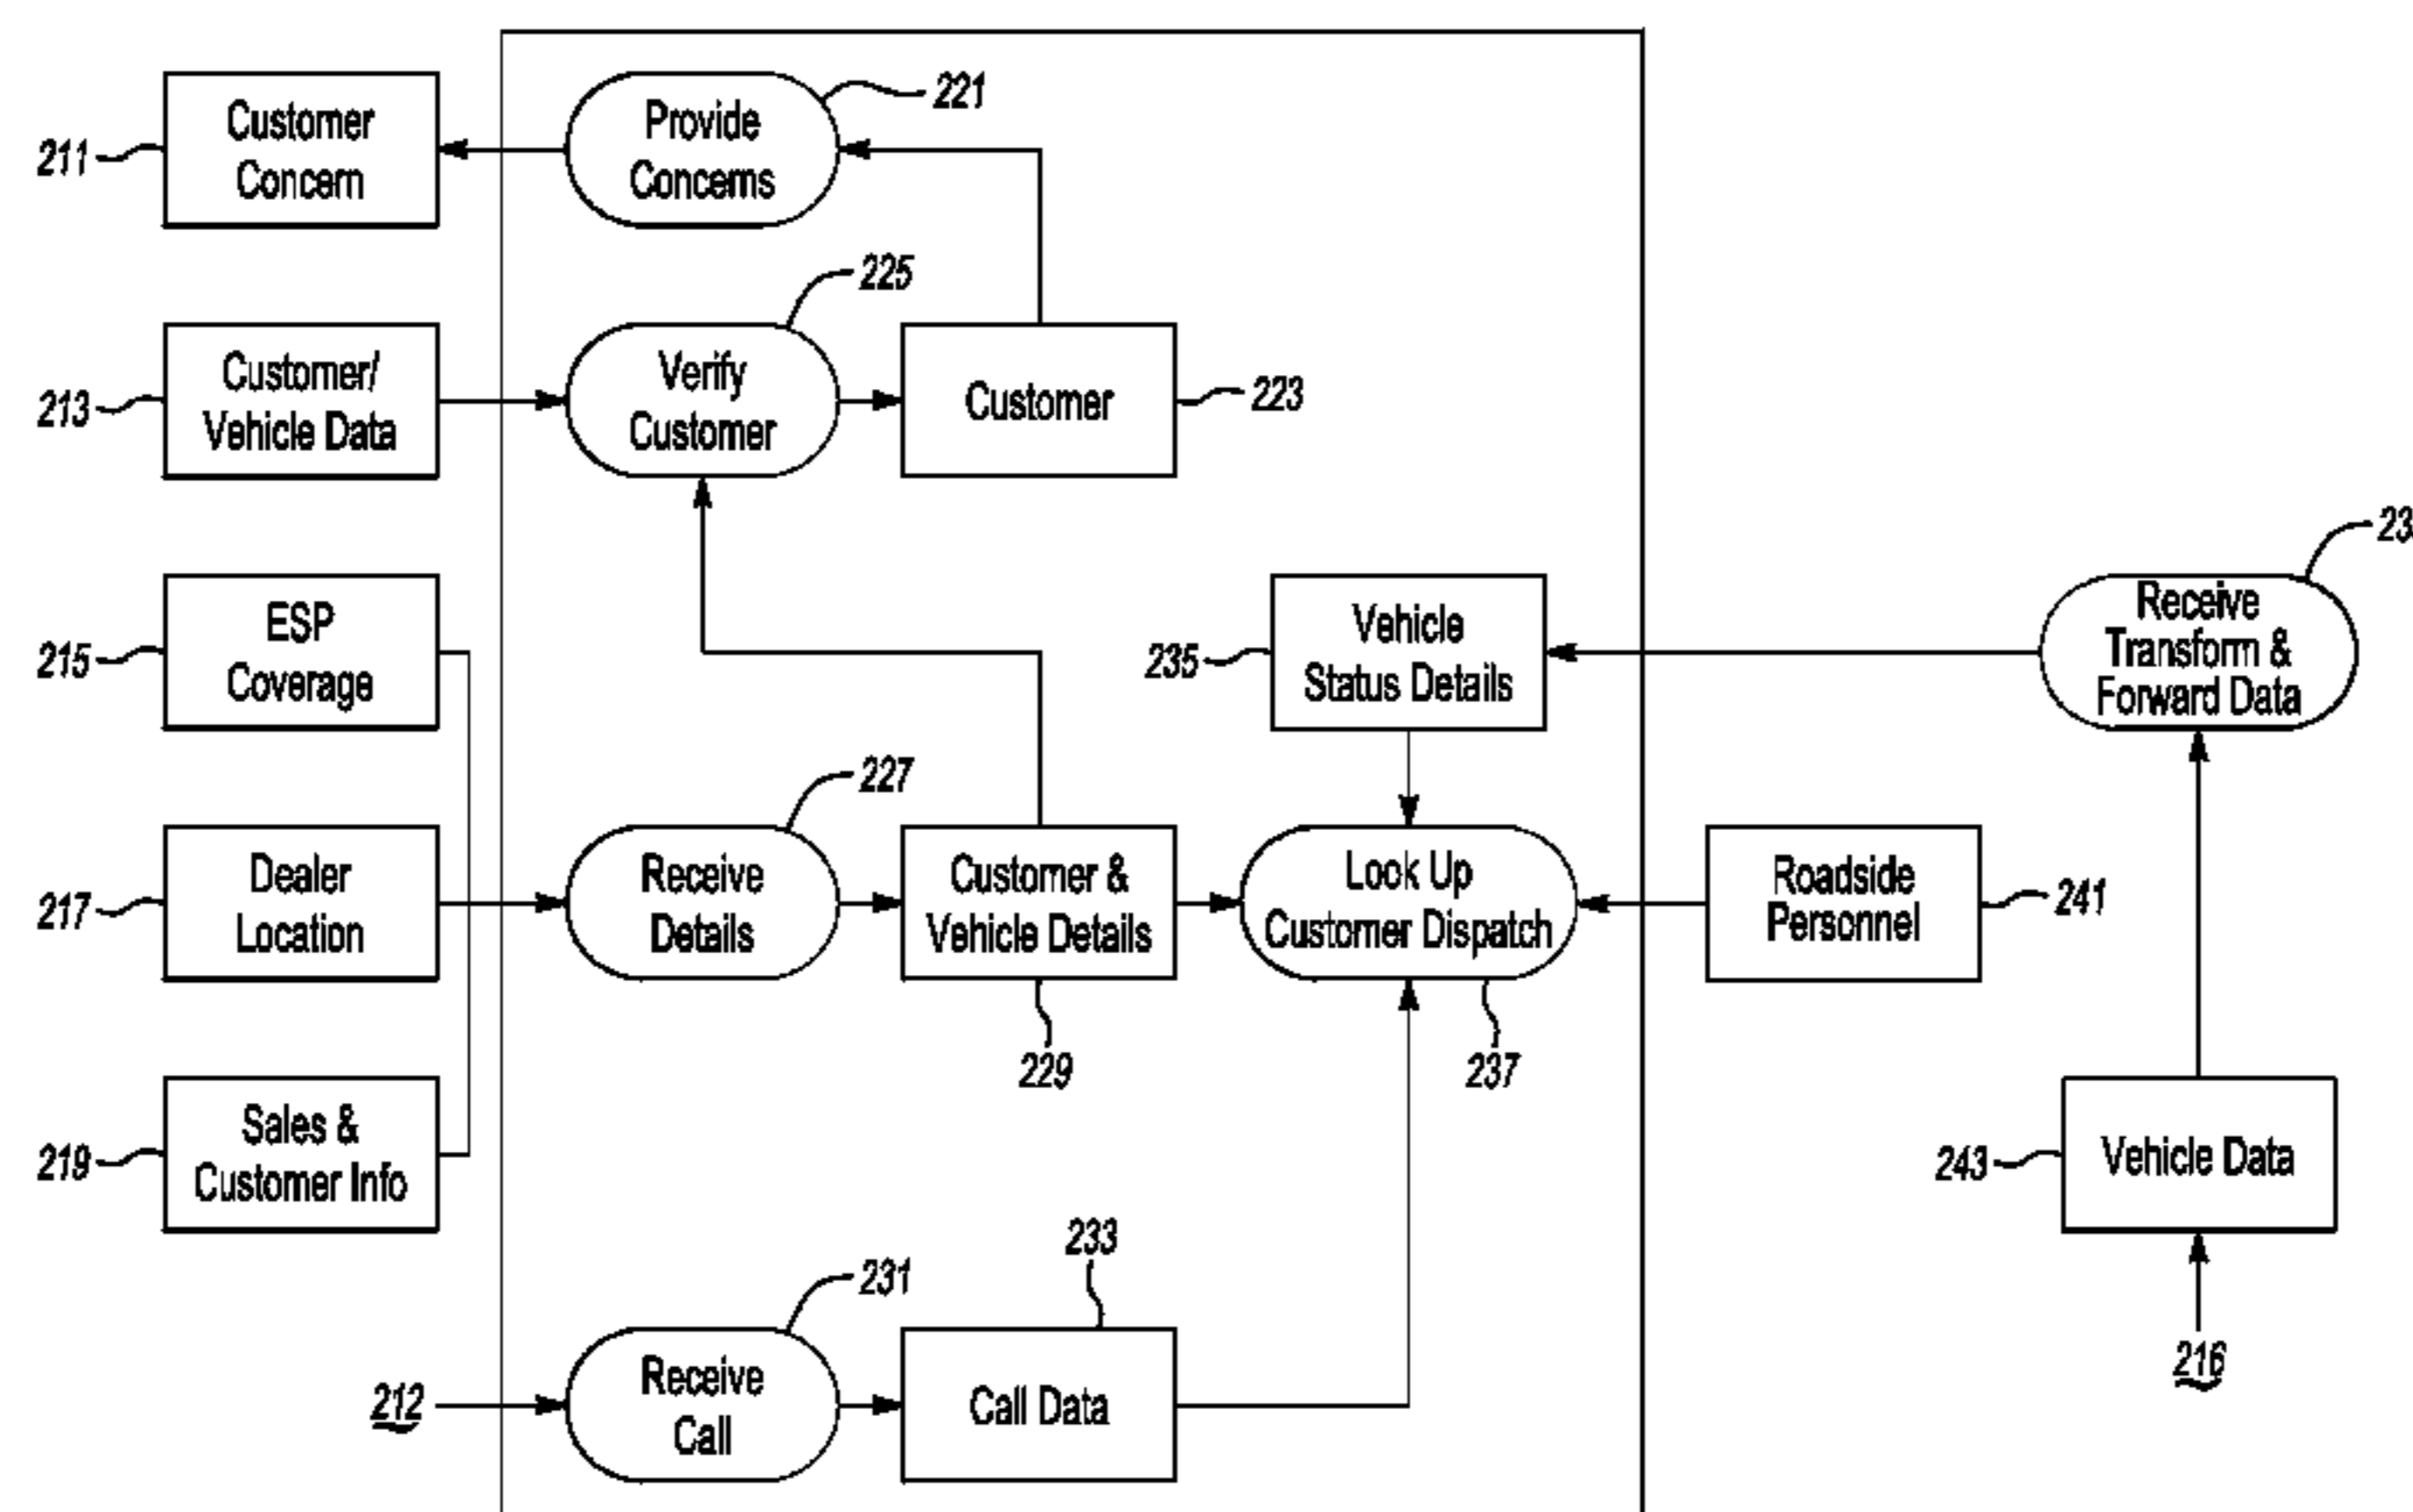 221
Customer
Concern
Provide
Concerns
211
225
Customer/
Vehicle Data
Verify
Customer
Customer
213
223
ESP
Coverage
Vehicle
Status Details
23
Receive
Transform &
Forward Data
215
235
227
Dealer
Location
Receive
Details
Customer &
Vehicle Details
Look Up
Customer Dispatch
Roadside
Personnel
217
241
229
237
Sales &
Customer Info
Vehicle Data
219
243
231
233
Receive
Call
Call Data
212
216